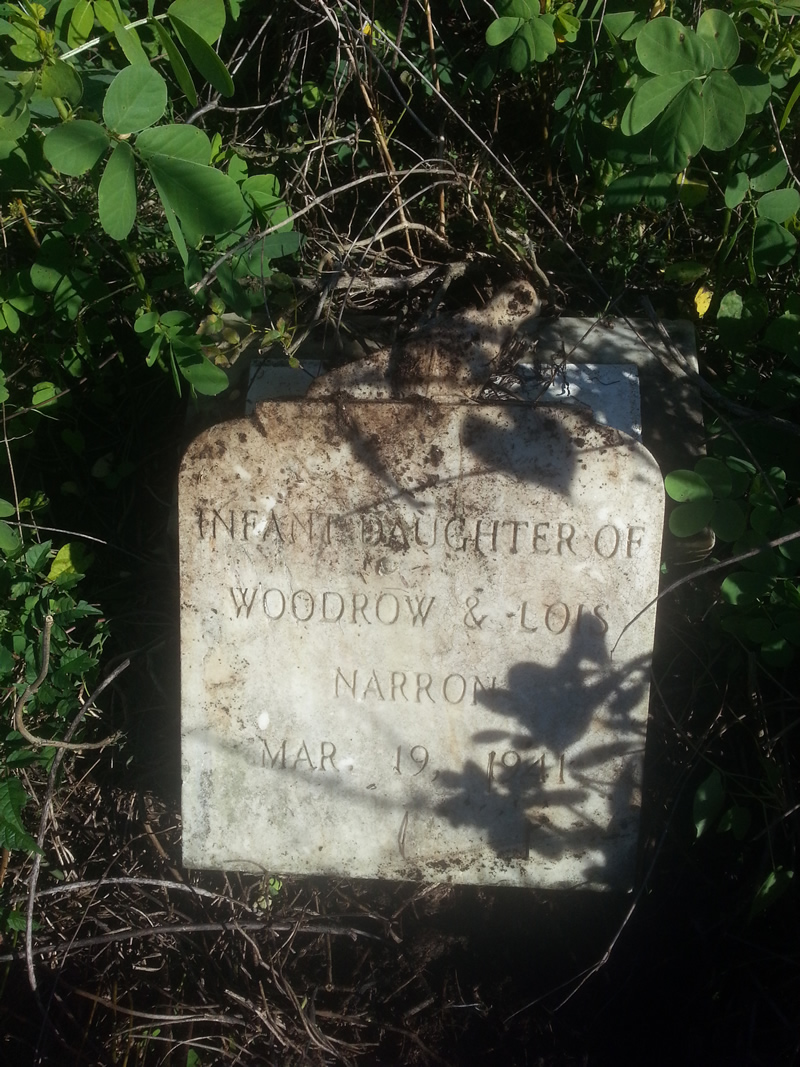 INFANT DAUGHTER OF
WOODROW & LOIS
NARRON
MAR. 19, 1941